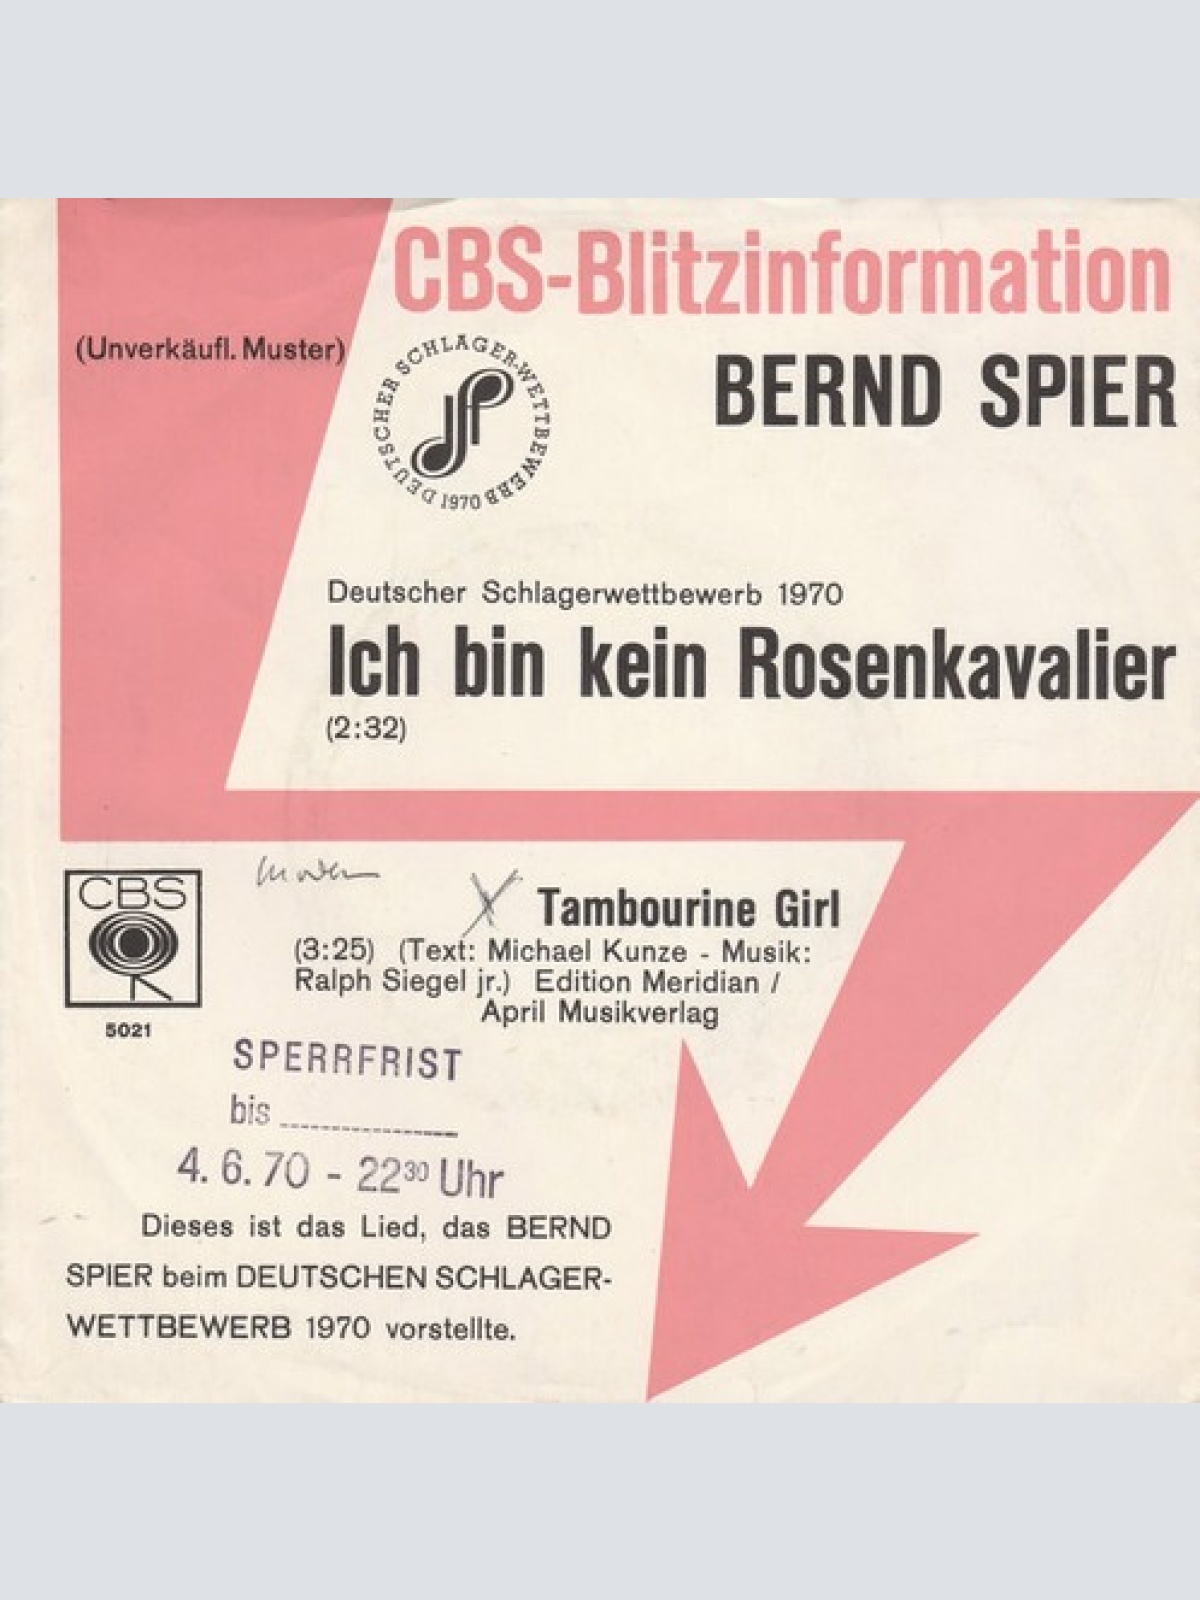 CBS-Blitzinformation
(Unverkäufl. Muster)
DEUTSCHER SCHLAGER-WETTBEWERB 1970
BERND SPIER
Deutscher Schlagerwettbewerb 1970
Ich bin kein Rosenkavalier
(2:32)
CBS
5021
X Tambourine Girl
(3:25) (Text: Michael Kunze - Musik:
Ralph Siegel jr.) Edition Meridian /
April Musikverlag
SPERRFRIST
bis
4. 6. 70 - 22³⁰ Uhr
Dieses ist das Lied, das BERND
SPIER beim DEUTSCHEN SCHLAGER-
WETTBEWERB 1970 vorstellte.